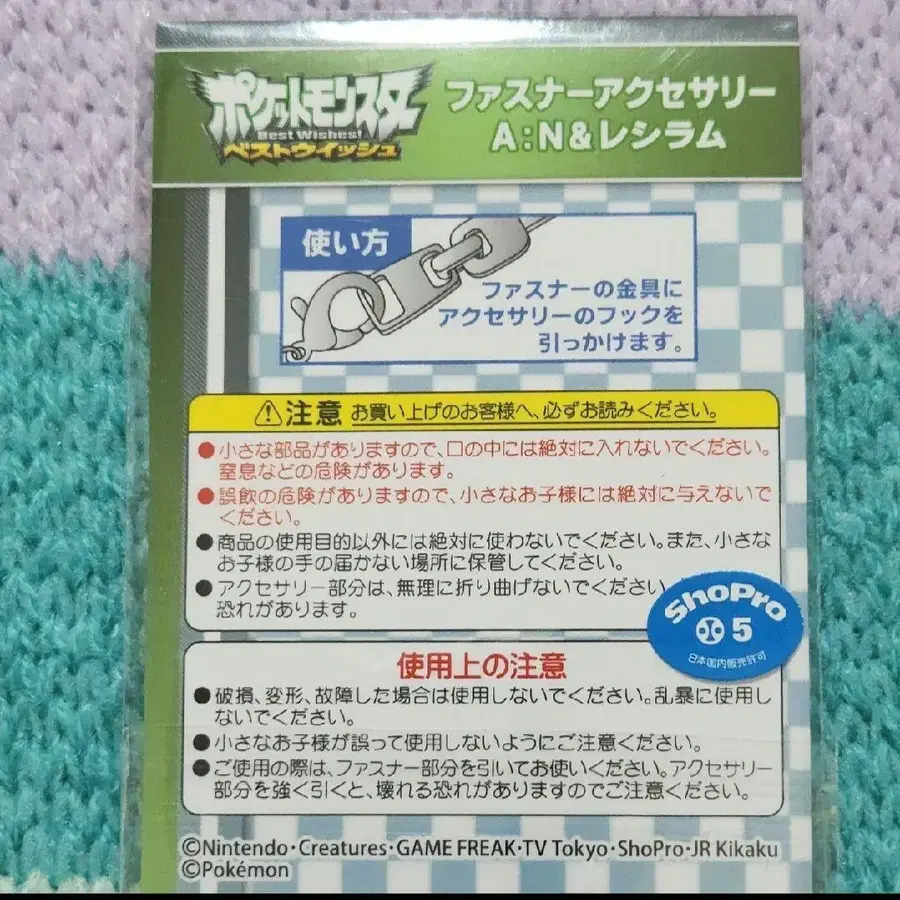 ポケットモンスター
Best Wishes!
ベストウイッシュ
ファスナーアクセサリー
A:N&レシラム
使い方
ファスナーの金具に
アクセサリーのフックを
引っかけます。
注意 お買い上げのお客様へ、必ずお読みください。
●小さな部品がありますので、口の中には絶対に入れないでください。
窒息などの危険があります。
●誤飲の危険がありますので、小さなお子様には絶対に与えないで
ください。
●商品の使用目的以外には絶対に使わないでください。また、小さな
お子様の手の届かない場所に保管してください。
●アクセサリー部分は、無理に折り曲げないでください
恐れがあります。
ShoPro
5
日本国内販売許可
使用上の注意
●破損、変形、故障した場合は使用しないでください。乱暴に使用し
ないでください。
●小さなお子様が誤って使用しないようにご注意ください。
●ご使用の際は、ファスナー部分を引いてお使いください。アクセサリー
部分を強く引くと、壊れる恐れがありますのでご注意ください。
©Nintendo・Creatures・GAME FREAK・TV Tokyo・ShoPro・JR Kikaku
©Pokémon